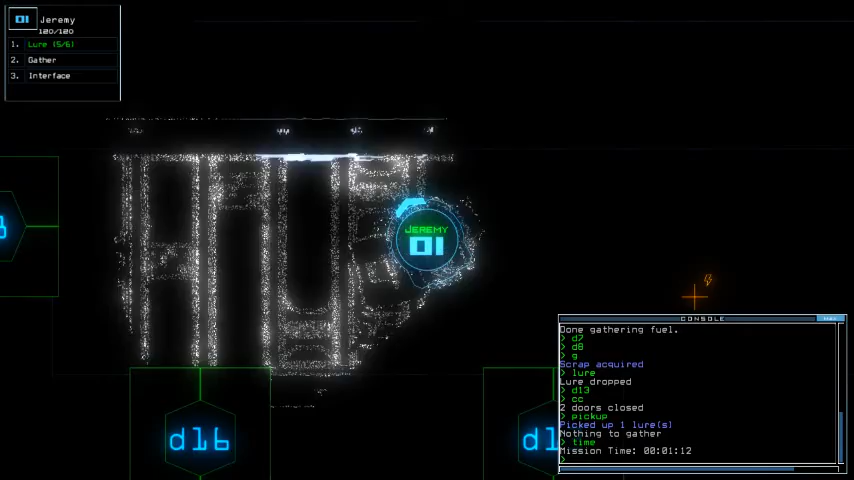 01 Jeremy
120/120
1. Lure (5/6)
2. Gather
3. Interface
JEREMY
01
d16
CONSOLE
Done gathering fuel.
> d7
> d8
> g
Scrap acquired
> lure
Lure dropped
> d13
> cc
2 doors closed
> pickup
Picked up 1 lure(s)
Nothing to gather
> time
Mission Time: 00:01:12
>